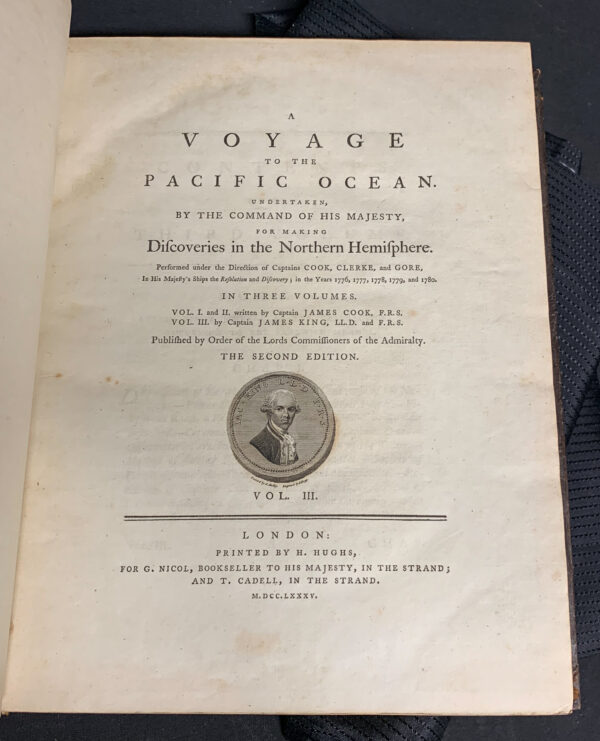 A
VOYAGE
TO THE
PACIFIC OCEAN.
UNDERTAKEN,
BY THE COMMAND OF HIS MAJESTY,
FOR MAKING
Diſcoveries in the Northern Hemiſphere.
Performed under the Direction of Captains COOK, CLERKE, and GORE,
In His Majeſty's Ships the Reſolution and Diſcovery; in the Years 1776, 1777, 1778, 1779, and 1780.
IN THREE VOLUMES.
VOL. I. and II. written by Captain JAMES COOK, F.R.S.
VOL. III. by Captain JAMES KING, LL.D. and F.R.S.
Publiſhed by Order of the Lords Commiſſioners of the Admiralty.
THE SECOND EDITION.
KING L.L.D. F.R.S
VOL. III.
LONDON:
PRINTED BY H. HUGHS,
FOR G. NICOL, BOOKSELLER TO HIS MAJESTY, IN THE STRAND;
AND T. CADELL, IN THE STRAND.
M.DCC.LXXXV.